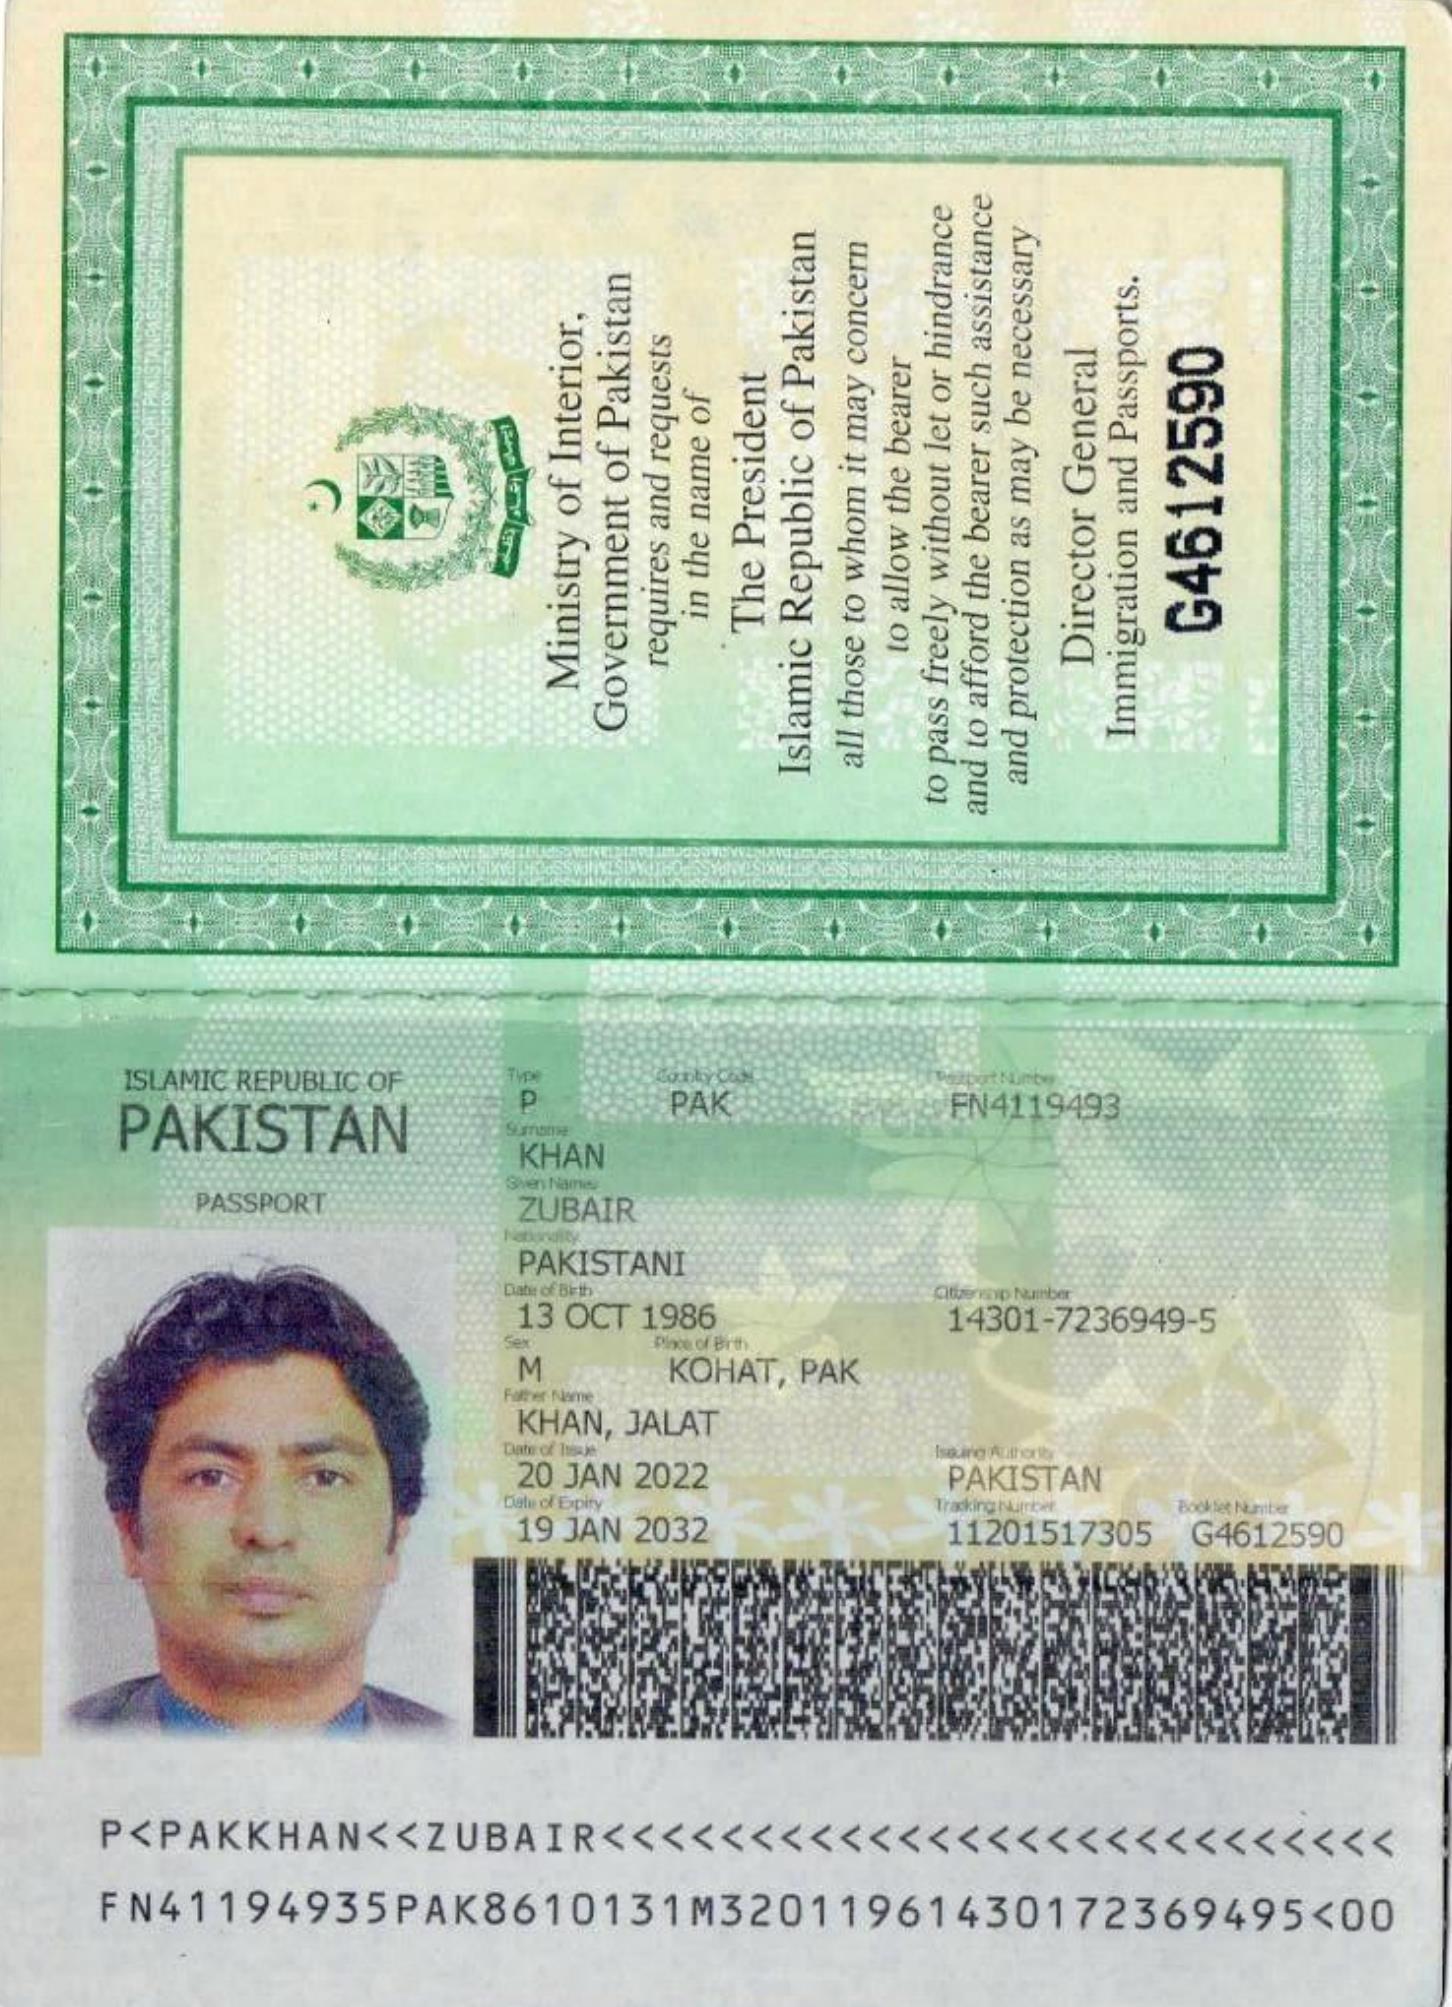 Ministry of Interior,
Government of Pakistan
requires and requests
in the name of
The President
Islamic Republic of Pakistan
all those to whom it may concern
to allow the bearer
to pass freely without let or hindrance
and to afford the bearer such assistance
and protection as may be necessary
Director General
Immigration and Passports.
G4612590
ISLAMIC REPUBLIC OF
PAKISTAN
PASSPORT
Type Country Code Passport Number
P PAK FN4119493
Surname
KHAN
Given Names
ZUBAIR
Nationality
PAKISTANI
Date of Birth Citizenship Number
13 OCT 1986 14301-7236949-5
Sex Place of Birth
M KOHAT, PAK
Father Name
KHAN, JALAT
Date of Issue Issuing Authority
20 JAN 2022 PAKISTAN
Date of Expiry Tracking Number Booklet Number
19 JAN 2032 11201517305 G4612590
P<PAKKHAN<<ZUBAIR<<<<<<<<<<<<<<<<<<<<<<<<<<<
FN41194935PAK8610131M3201196143017236949​5<00